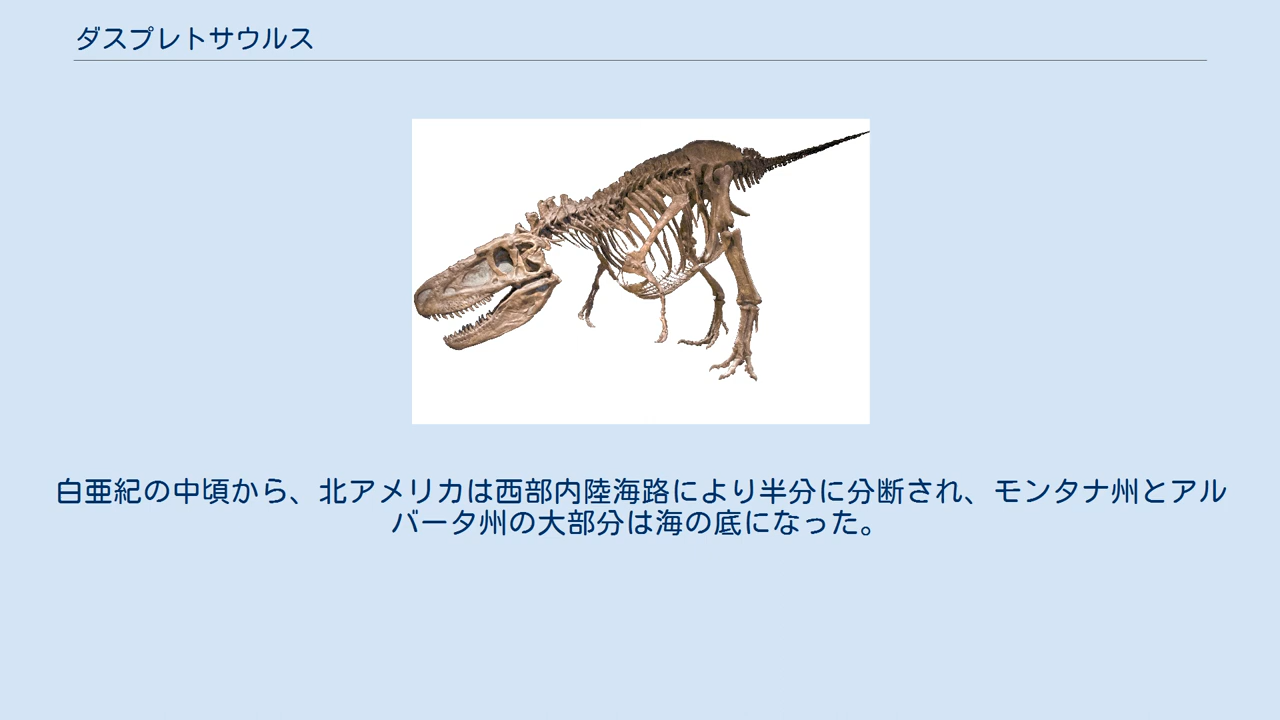 ダスプレトサウルス
白亜紀の中頃から、北アメリカは西部内陸海路により半分に分断され、モンタナ州とアル
バータ州の大部分は海の底になった。